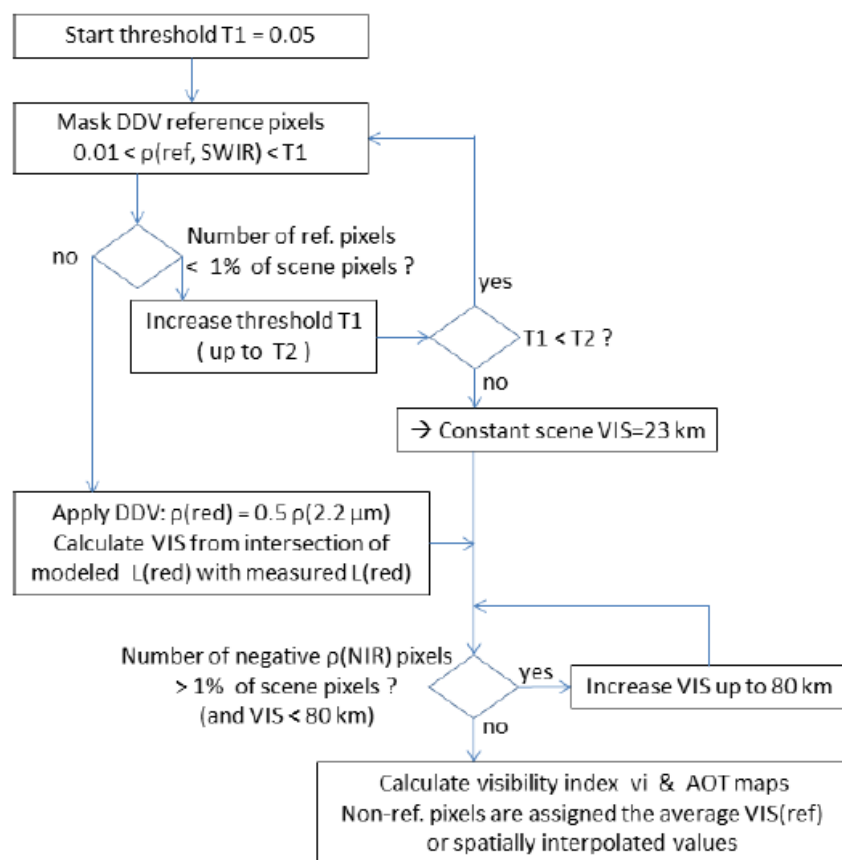 Start threshold T1 = 0.05
Mask DDV reference pixels
0.01 < ρ(ref, SWIR) < T1
no
Number of ref. pixels
< 1% of scene pixels ?
yes
Increase threshold T1
( up to T2 )
T1 < T2 ?
no
→ Constant scene VIS=23 km
Apply DDV: ρ(red) = 0.5 ρ(2.2 μm)
Calculate VIS from intersection of
modeled L(red) with measured L(red)
Number of negative ρ(NIR) pixels
> 1% of scene pixels ?
(and VIS < 80 km)
yes
Increase VIS up to 80 km
no
Calculate visibility index vi & AOT maps
Non-ref. pixels are assigned the average VIS(ref)
or spatially interpolated values